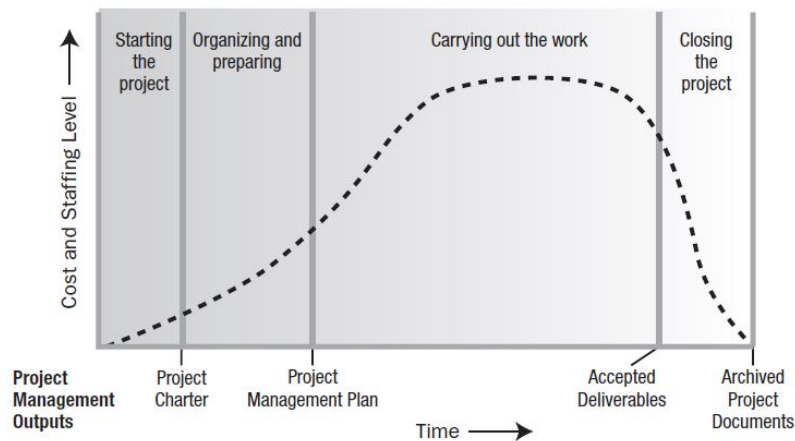 Starting
the
project
Organizing and
preparing
Carrying out the work
Closing
the
project
Cost and Staffing Level
Project
Management
Outputs
Project
Charter
Project
Management Plan
Accepted
Deliverables
Archived
Project
Documents
Time